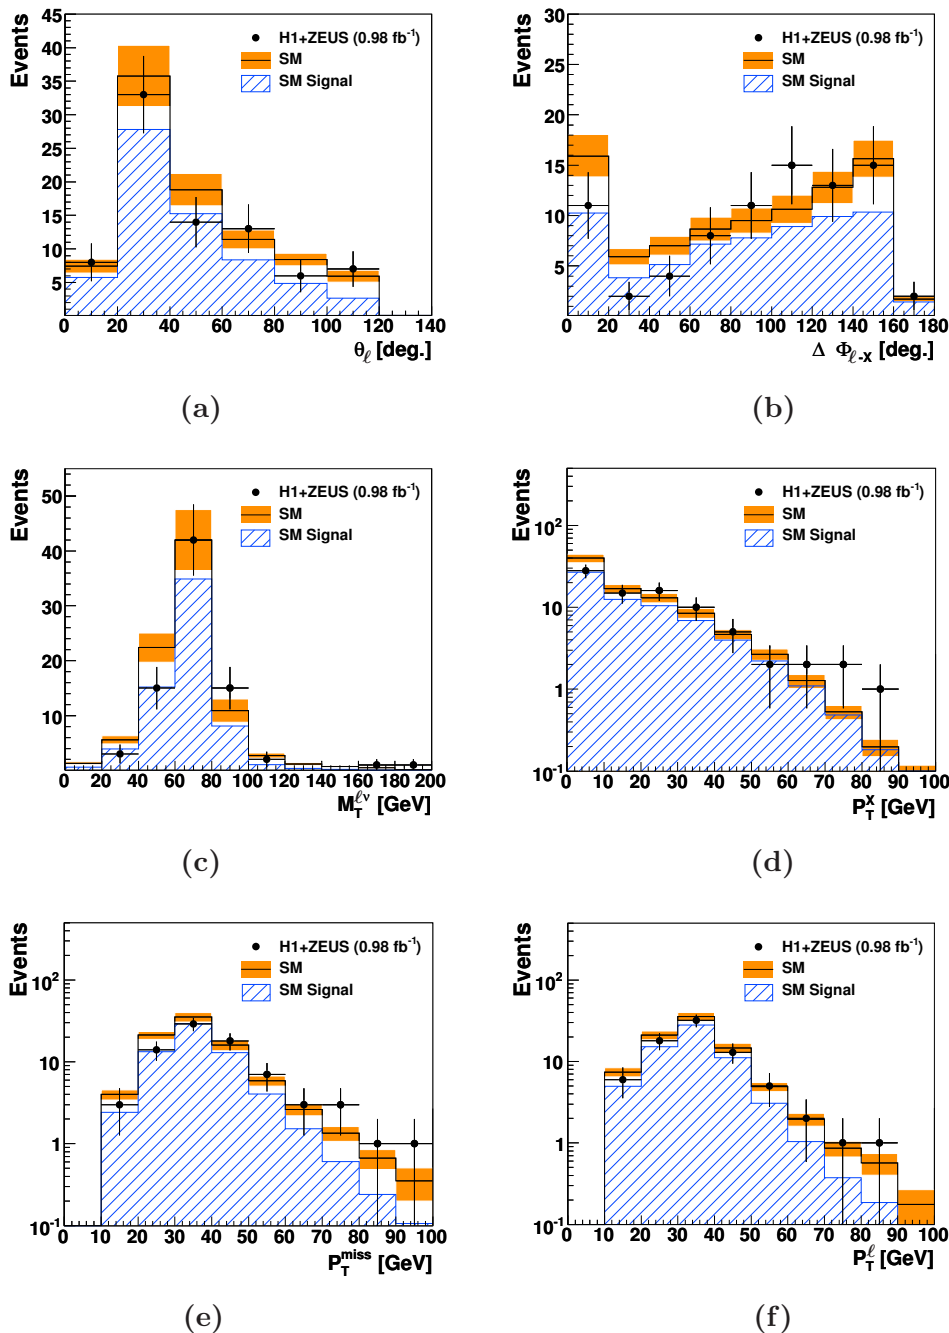 Events
45
40
35
30
25
20
15
10
5
0 20 40 60 80 100 120 140
θℓ [deg.]
H1+ZEUS (0.98 fb⁻¹)
SM
SM Signal
(a)
Events
30
25
20
15
10
5
0 20 40 60 80 100 120 140 160 180
Δ Φℓ-X [deg.]
H1+ZEUS (0.98 fb⁻¹)
SM
SM Signal
(b)
Events
50
40
30
20
10
0 20 40 60 80 100 120 140 160 180 200
M_T^ℓν [GeV]
H1+ZEUS (0.98 fb⁻¹)
SM
SM Signal
(c)
Events
10²
10
1
10⁻¹
0 10 20 30 40 50 60 70 80 90 100
P_T^X [GeV]
H1+ZEUS (0.98 fb⁻¹)
SM
SM Signal
(d)
Events
10²
10
1
10⁻¹
0 10 20 30 40 50 60 70 80 90 100
P_T^miss [GeV]
H1+ZEUS (0.98 fb⁻¹)
SM
SM Signal
(e)
Events
10²
10
1
10⁻¹
0 10 20 30 40 50 60 70 80 90 100
P_T^ℓ [GeV]
H1+ZEUS (0.98 fb⁻¹)
SM
SM Signal
(f)